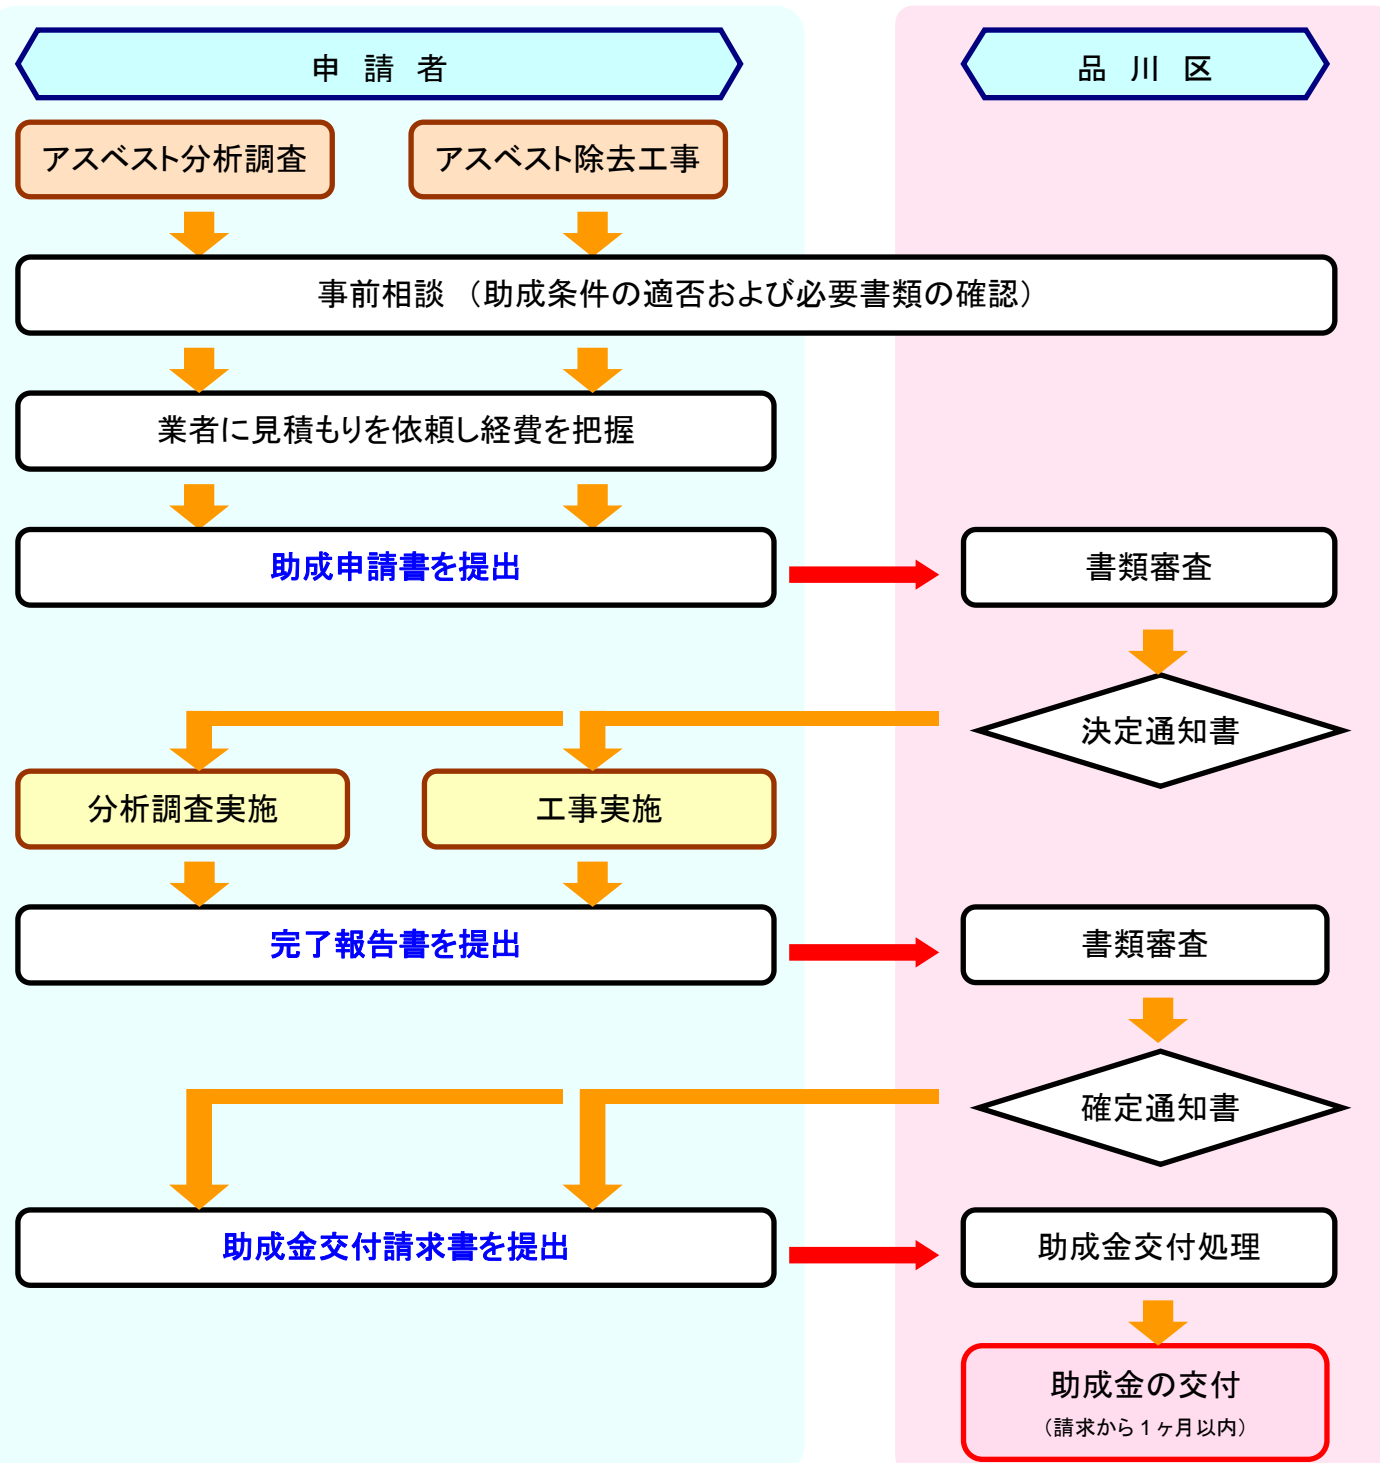 申 請 者
品 川 区
アスベスト分析調査
アスベスト除去工事
事前相談 （助成条件の適否および必要書類の確認）
業者に見積もりを依頼し経費を把握
助成申請書を提出
書類審査
決定通知書
分析調査実施
工事実施
完了報告書を提出
書類審査
確定通知書
助成金交付請求書を提出
助成金交付処理
助成金の交付
（請求から1ヶ月以内）